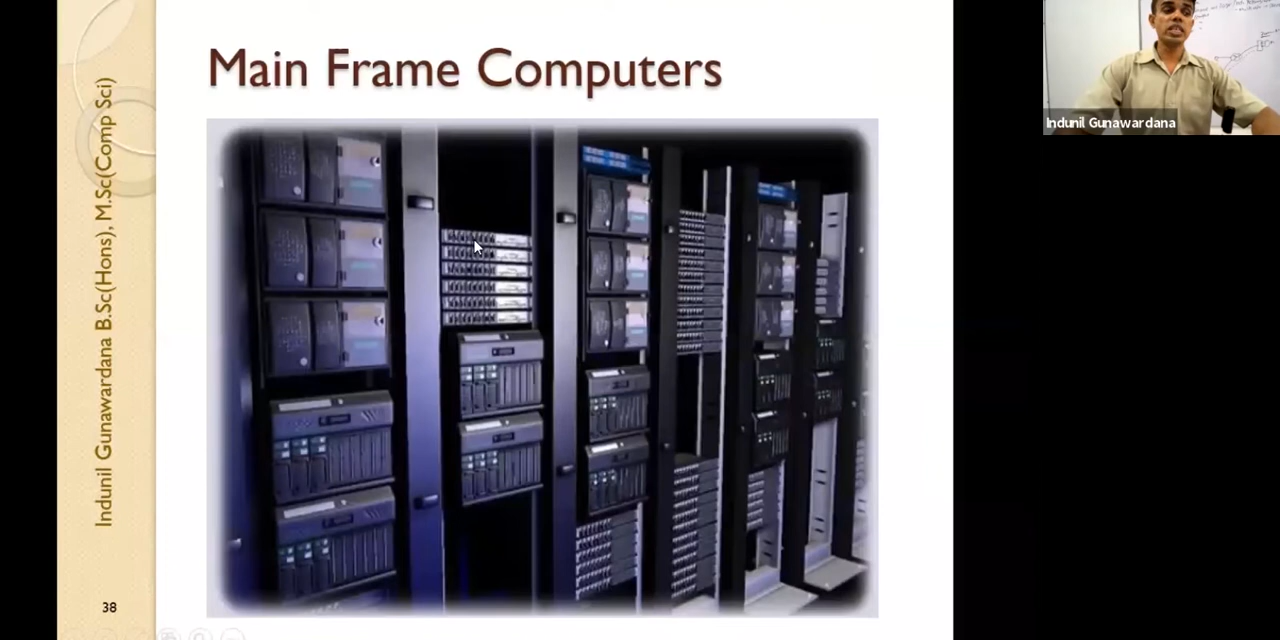 Main Frame Computers
Indunil Gunawardana B.Sc(Hons), M.Sc(Comp Sci)
38
Indunil Gunawardana